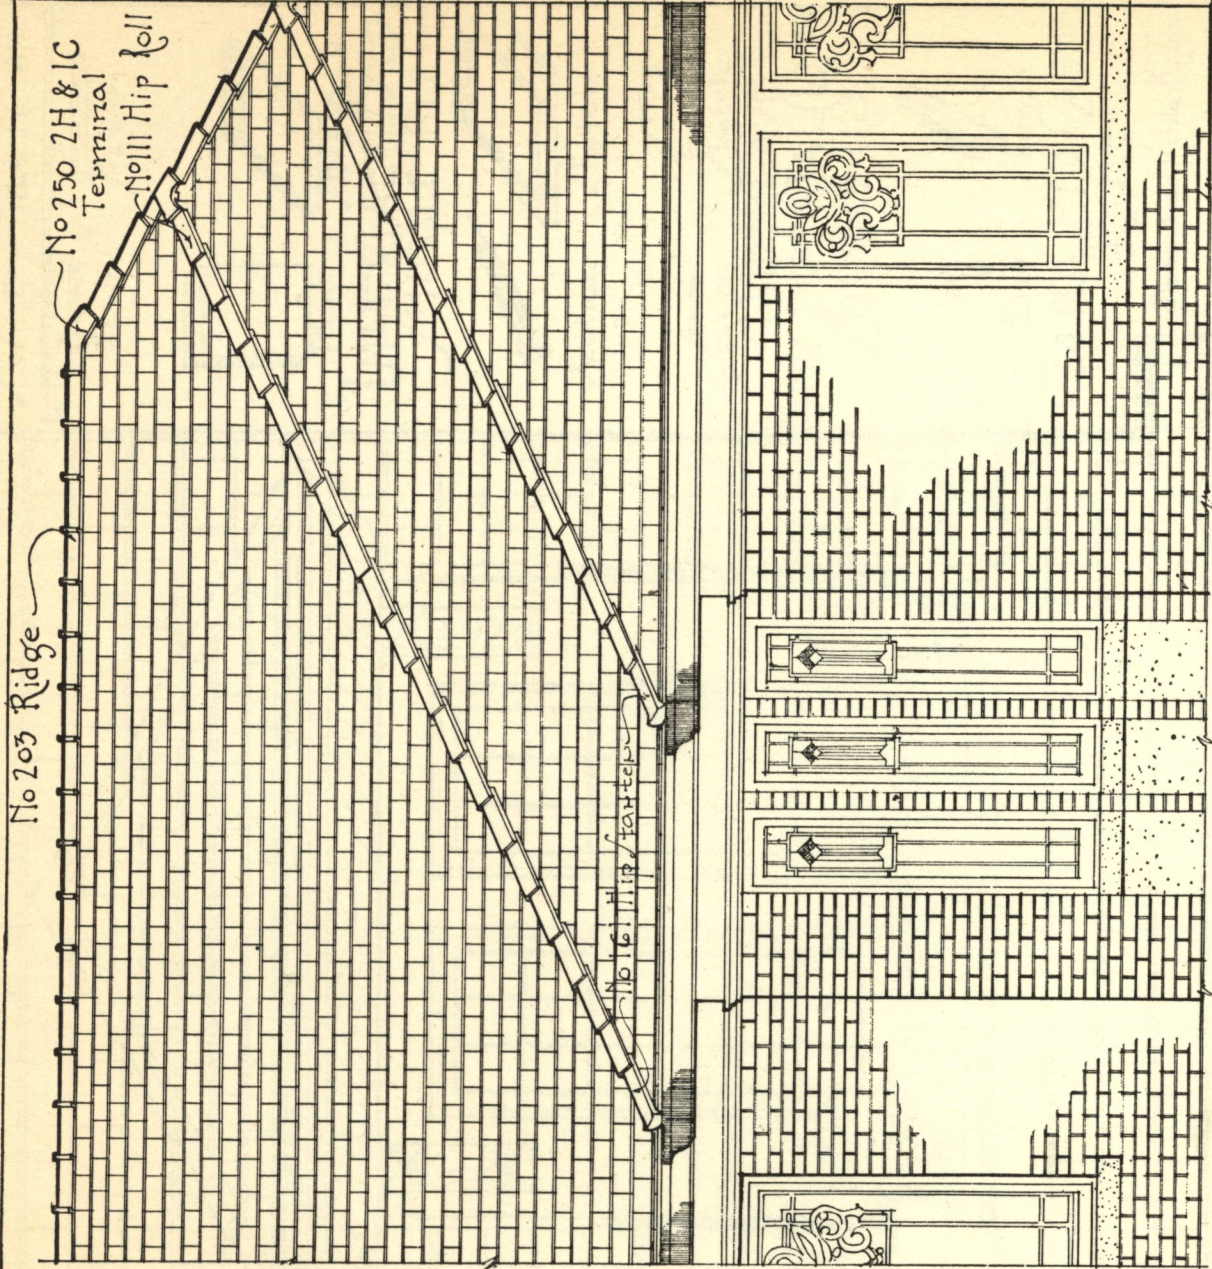 No 203 Ridge
No 250 2H & 1C
Terminal
No 111 Hip Roll
No 161 Hip Starter